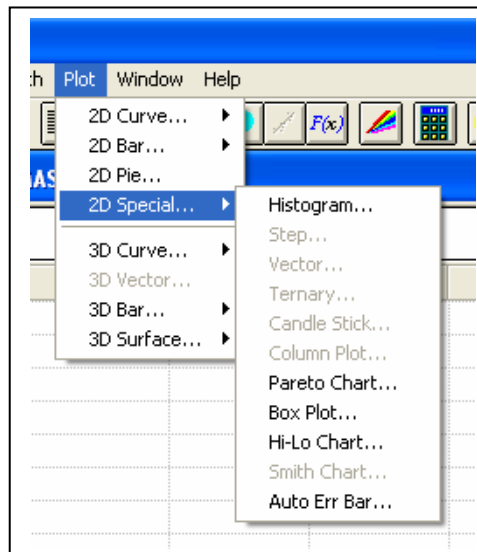 Plot Window Help
F(x)
2D Curve...
2D Bar...
2D Pie...
2D Special...
3D Curve...
3D Vector...
3D Bar...
3D Surface...
Histogram...
Step...
Vector...
Ternary...
Candle Stick...
Column Plot...
Pareto Chart...
Box Plot...
Hi-Lo Chart...
Smith Chart...
Auto Err Bar...